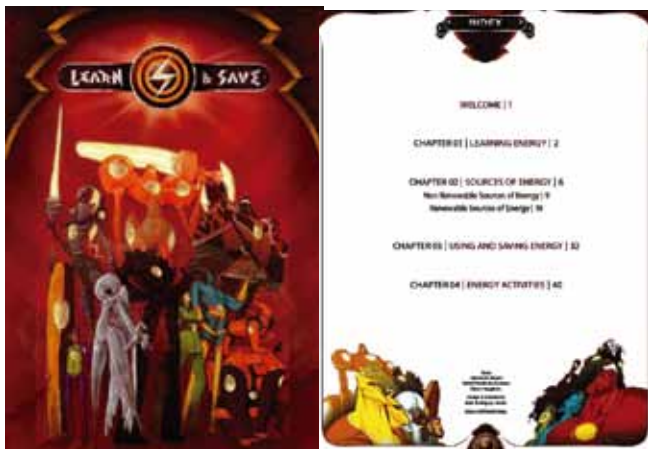 LEARN & SAVE
INDEX
WELCOME | 1
CHAPTER 01 | LEARNING ENERGY | 2
CHAPTER 02 | SOURCES OF ENERGY | 6
Non Renewable Sources of Energy | 9
Renewable Sources of Energy |
CHAPTER 03 | USING AND SAVING ENERGY | 32
CHAPTER 04 | ENERGY ACTIVITIES | 40